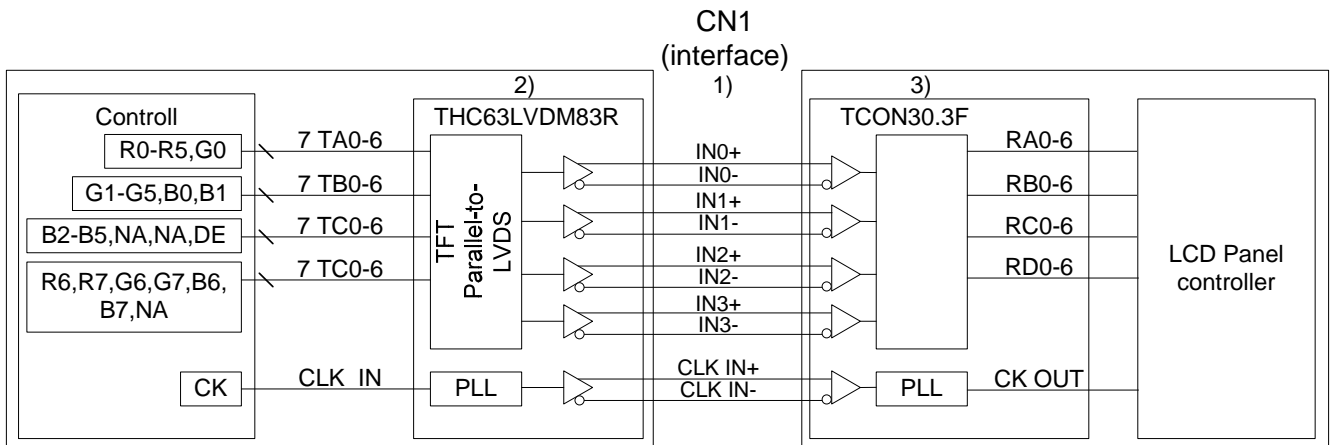 CN1
(interface)
1)
2)
3)
Controll
THC63LVDM83R
TCON30.3F
R0-R5,G0
7 TA0-6
G1-G5,B0,B1
7 TB0-6
B2-B5,NA,NA,DE
7 TC0-6
R6,R7,G6,G7,B6,
B7,NA
7 TC0-6
CK
CLK IN
TFT
Parallel-to-
LVDS
PLL
IN0+
IN0-
IN1+
IN1-
IN2+
IN2-
IN3+
IN3-
CLK IN+
CLK IN-
PLL
RA0-6
RB0-6
RC0-6
RD0-6
CK OUT
LCD Panel
controller